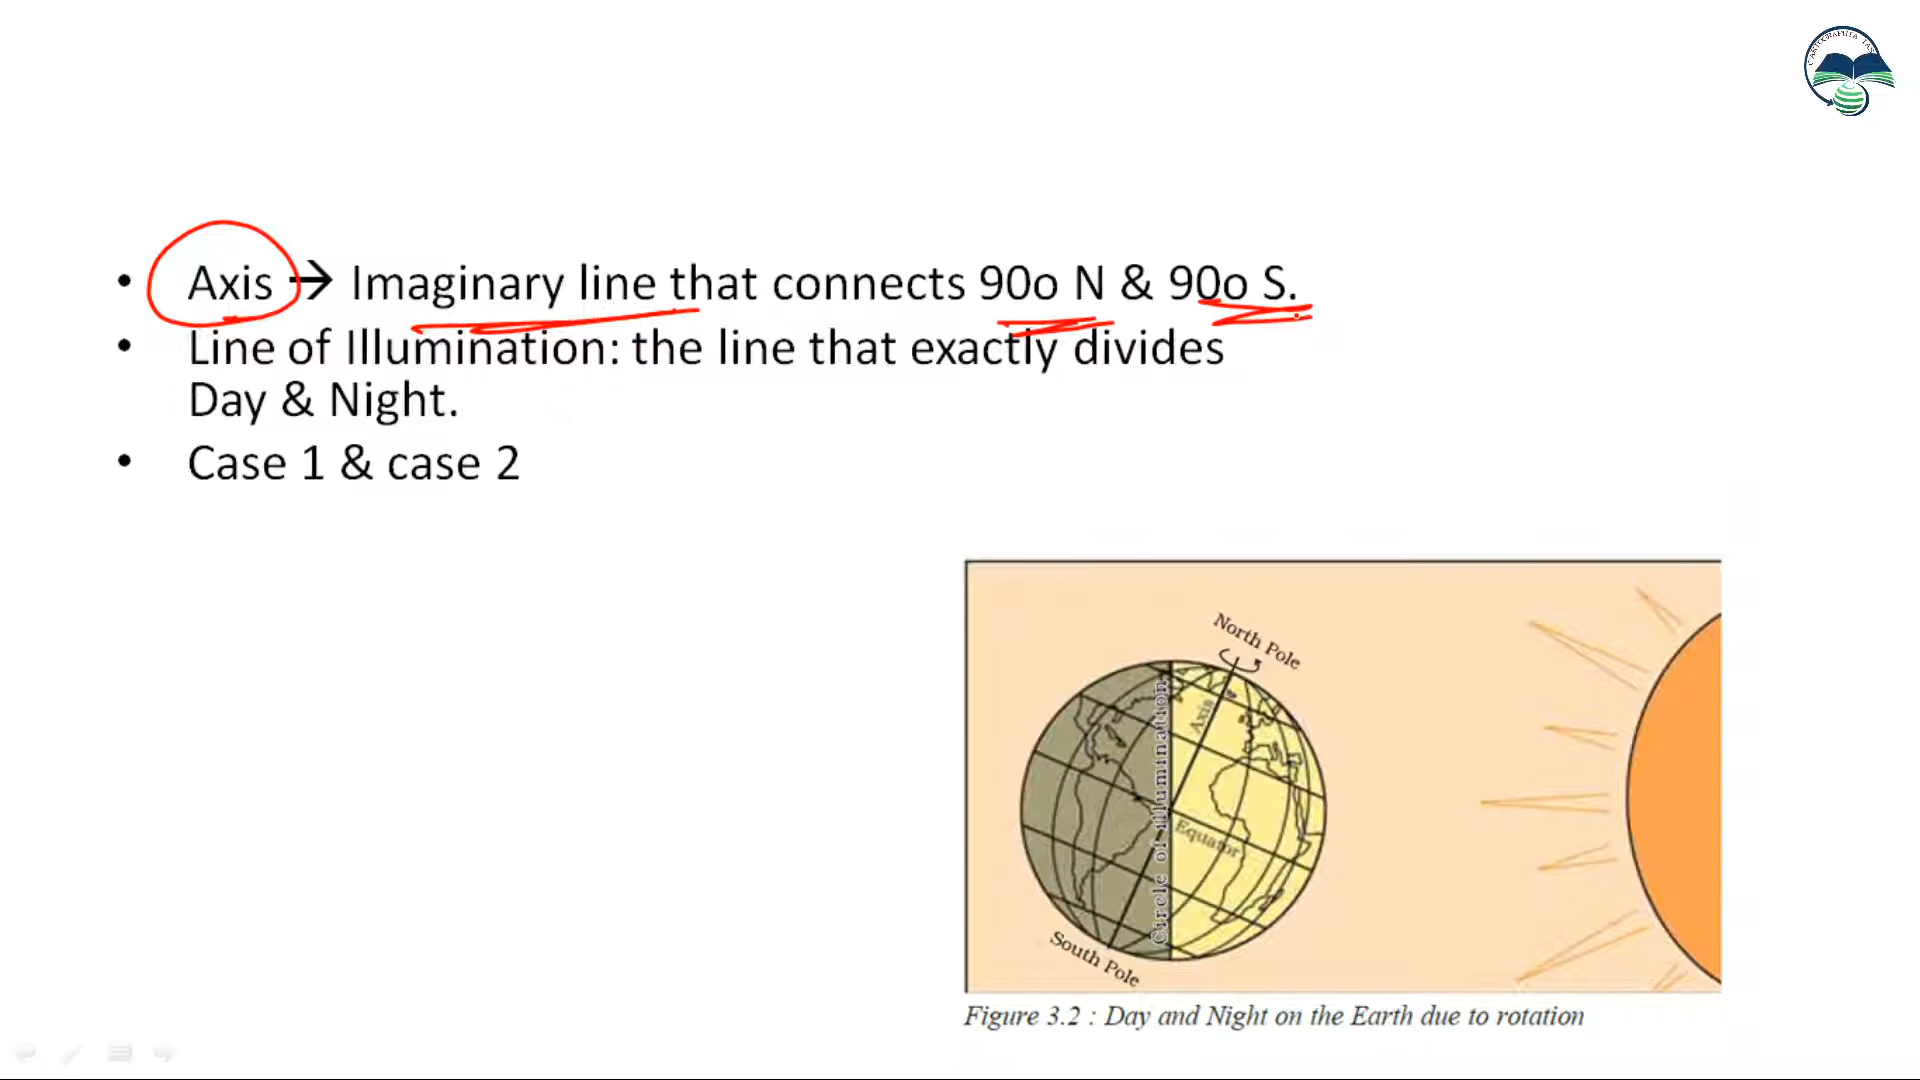 CARTOGRAPHIA IAS
• Axis → Imaginary line that connects 90o N & 90o S.
• Line of Illumination: the line that exactly divides
Day & Night.
• Case 1 & case 2
North Pole
Axis
Circle of illumination
Equator
South Pole
Figure 3.2 : Day and Night on the Earth due to rotation